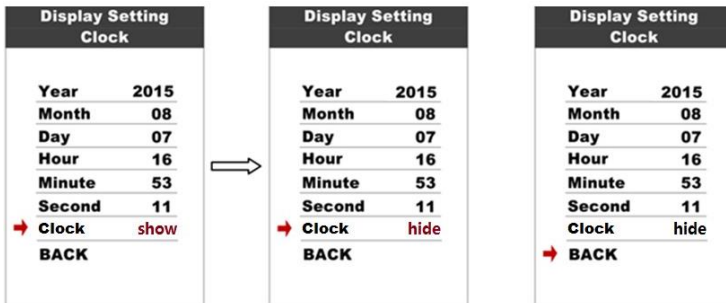 Display Setting
Clock
Year 2015
Month 08
Day 07
Hour 16
Minute 53
Second 11
Clock show
BACK
Display Setting
Clock
Year 2015
Month 08
Day 07
Hour 16
Minute 53
Second 11
Clock hide
BACK
Display Setting
Clock
Year 2015
Month 08
Day 07
Hour 16
Minute 53
Second 11
Clock hide
BACK